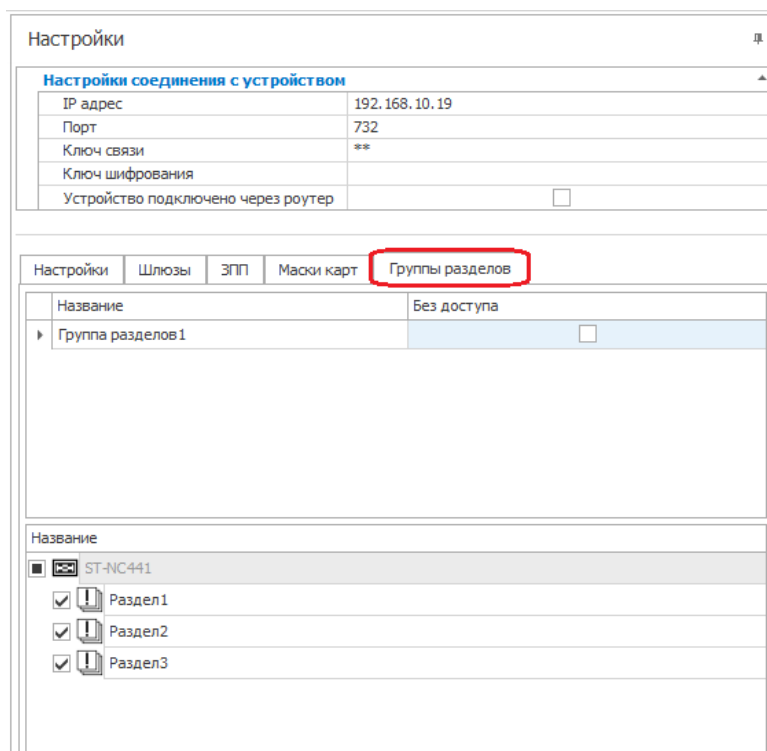 Настройки
Настройки соединения с устройством
IP адрес 192.168.10.19
Порт 732
Ключ связи **
Ключ шифрования
Устройство подключено через роутер
Настройки Шлюзы ЗПП Маски карт Группы разделов
Название Без доступа
Группа разделов1
Название
ST-NC441
Раздел1
Раздел2
Раздел3